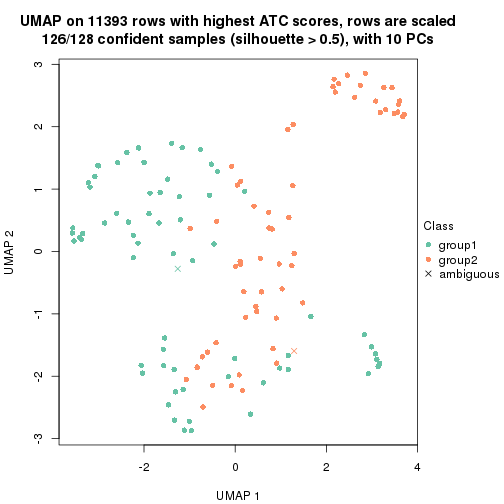 UMAP on 11393 rows with highest ATC scores, rows are scaled
126/128 confident samples (silhouette > 0.5), with 10 PCs
3
2
1
0
-1
-2
-3
UMAP 2
-2
0
2
4
UMAP 1
Class
group1
group2
ambiguous